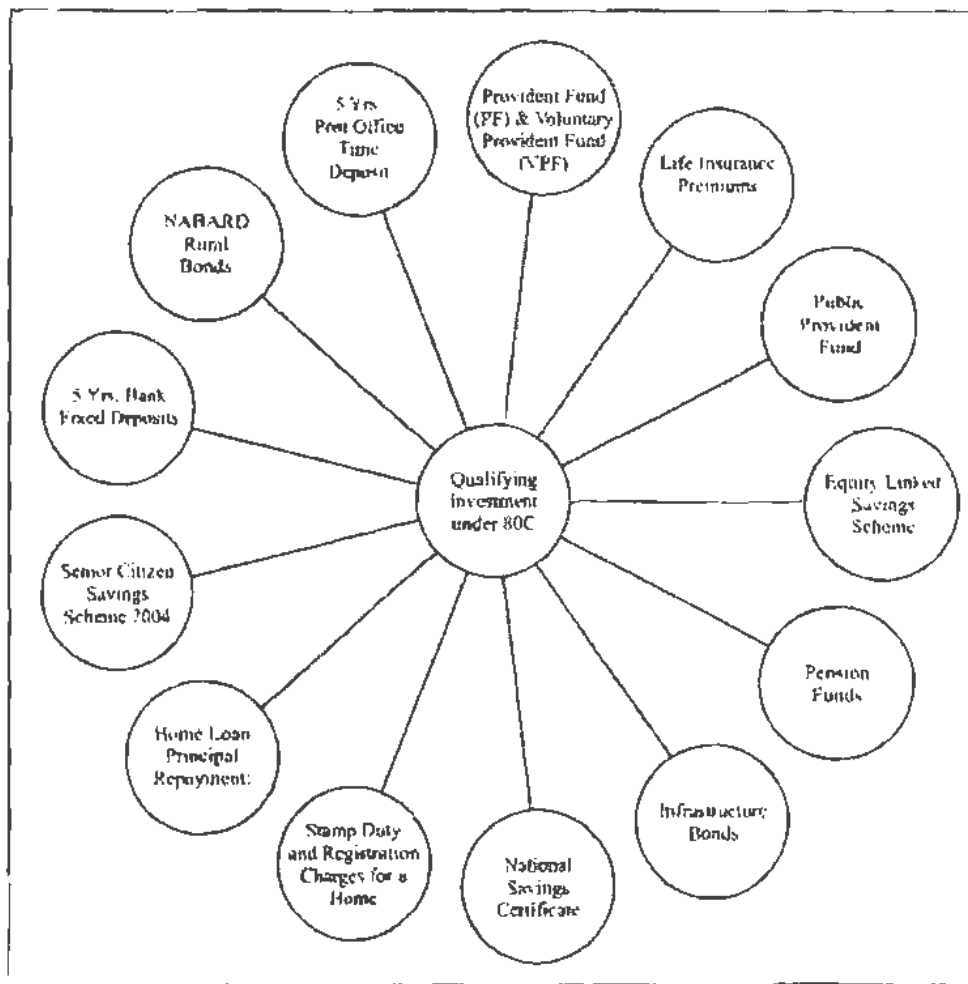 Qualifying
Investment
under 80C
Provident Fund
(PF) & Voluntary
Provident Fund
(VPF)
Life Insurance
Premiums
Public
Provident
Fund
Equity Linked
Savings
Scheme
Pension
Funds
Infrastructure
Bonds
National
Savings
Certificate
Stamp Duty
and Registration
Charges for a
Home
Home Loan
Principal
Repayment:
Senior Citizen
Savings
Scheme 2004
5 Yrs. Bank
Fixed Deposits
NABARD
Rural
Bonds
5 Yrs
Post Office
Time
Deposit